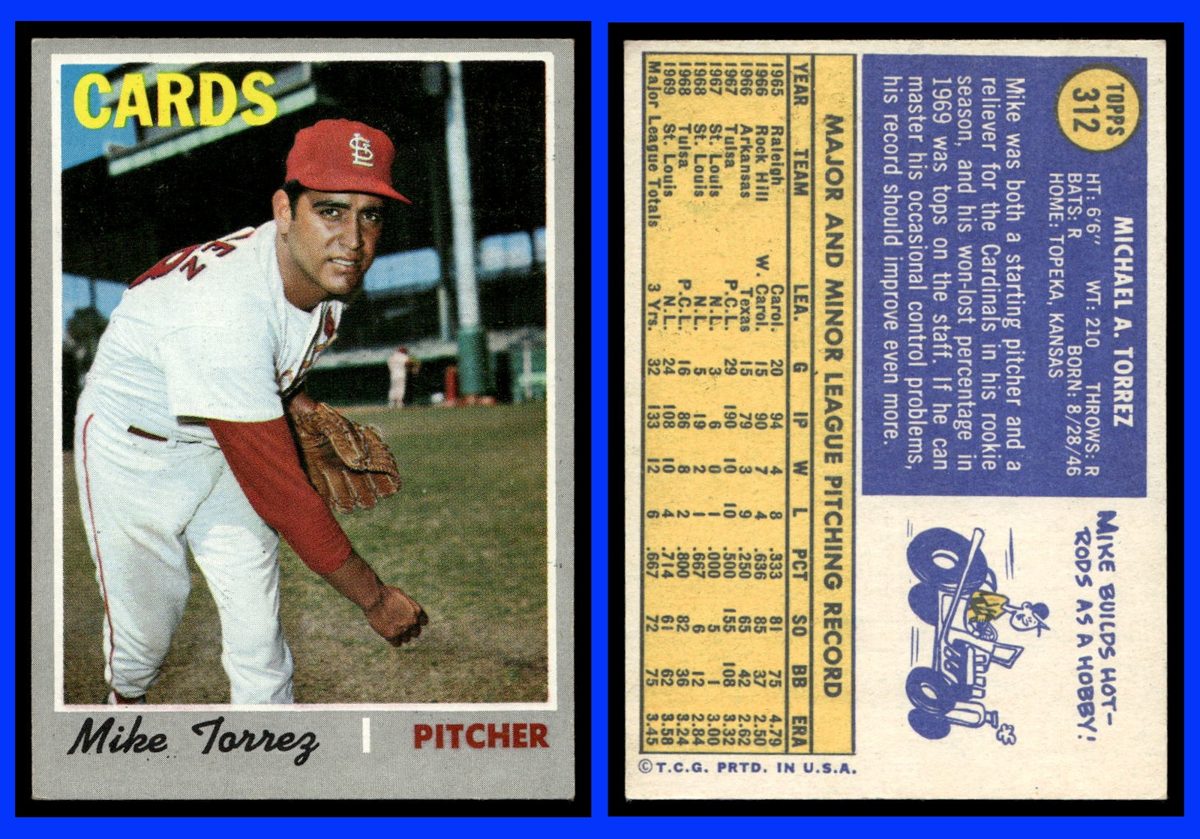 CARDS
Mike Torrez
PITCHER
TOPPS
312
MICHAEL A. TORREZ
HT: 6'6" WT: 210 THROWS: R
BATS: R BORN: 8/28/46
HOME: TOPEKA, KANSAS
Mike was both a starting pitcher and a
reliever for the Cardinals in his rookie
season, and his won-lost percentage in
1969 was tops on the staff. If he can
master his occasional control problems,
his record should improve even more.
MIKE BUILDS HOT-
RODS AS A HOBBY!
MAJOR AND MINOR LEAGUE PITCHING RECORD
YEAR TEAM LEA. G IP W L PCT SO BB ERA
1965 Raleigh Carol. 20 94 4 8 .333 81 75 4.79
1966 Rock Hill W. Carol. 15 90 7 4 .636 85 37 2.50
1966 Arkansas Texas 15 79 3 9 .250 65 42 2.62
1967 Tulsa P.C.L. 29 190 10 10 .500 155 108 3.32
1967 St. Louis N.L. 3 6 0 1 .000 5 1 3.00
1968 St. Louis N.L. 5 19 2 1 .667 6 12 2.84
1968 Tulsa P.C.L. 16 86 8 2 .800 82 36 3.24
1969 St. Louis N.L. 24 108 10 4 .714 61 62 3.58
Major League Totals 3 Yrs. 32 133 12 6 .667 72 75 3.45
© T.C.G. PRTD. IN U.S.A.